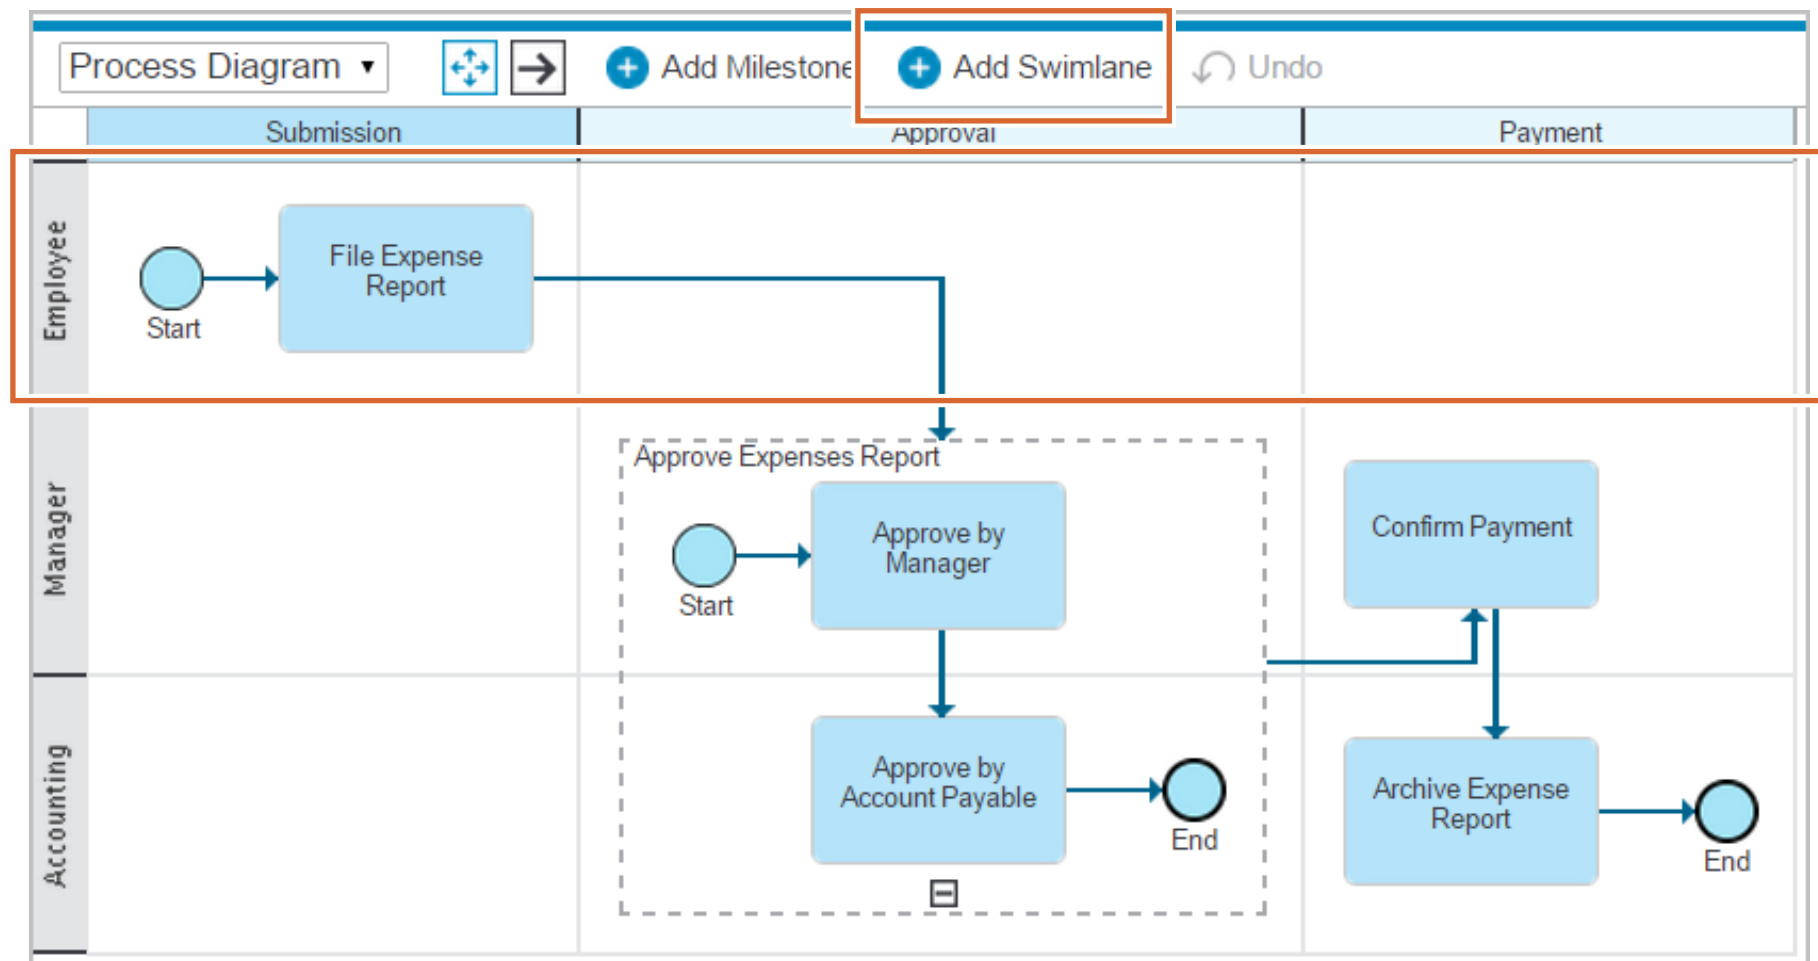 Process Diagram
Add Milestone
Add Swimlane
Undo
Submission
Approval
Payment
Employee
Start
File Expense
Report
Manager
Approve Expenses Report
Start
Approve by
Manager
Confirm Payment
Accounting
Approve by
Account Payable
End
Archive Expense
Report
End